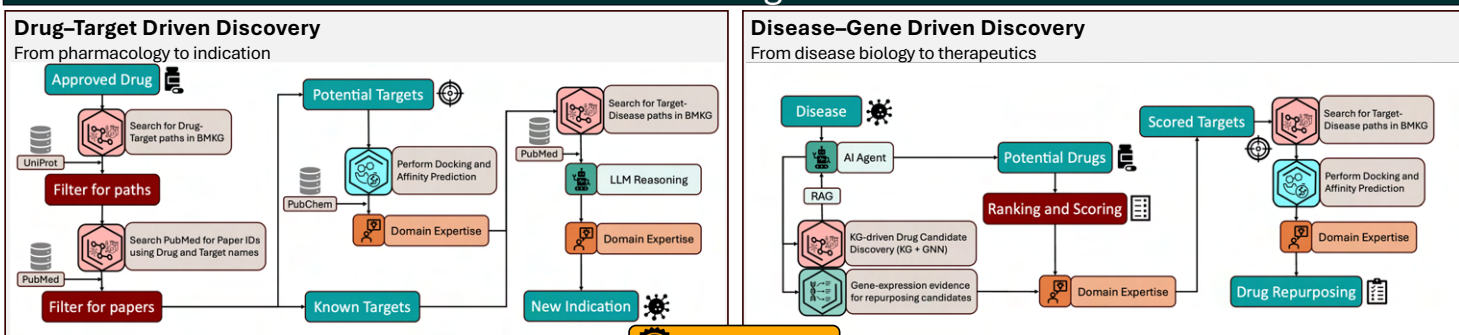 Drug–Target Driven Discovery
From pharmacology to indication
Approved Drug
Search for Drug-
Target paths in BMKG
UniProt
Filter for paths
Search PubMed for Paper IDs
using Drug and Target names
PubMed
Filter for papers
Potential Targets
Perform Docking and
Affinity Prediction
PubChem
Domain Expertise
Known Targets
Search for Target-
Disease paths in BMKG
PubMed
LLM Reasoning
Domain Expertise
New Indication
Disease–Gene Driven Discovery
From disease biology to therapeutics
Disease
AI Agent
RAG
KG-driven Drug Candidate
Discovery (KG + GNN)
Gene-expression evidence
for repurposing candidates
Potential Drugs
Ranking and Scoring
Domain Expertise
Scored Targets
Search for Target-
Disease paths in BMKG
Perform Docking and
Affinity Prediction
Domain Expertise
Drug Repurposing